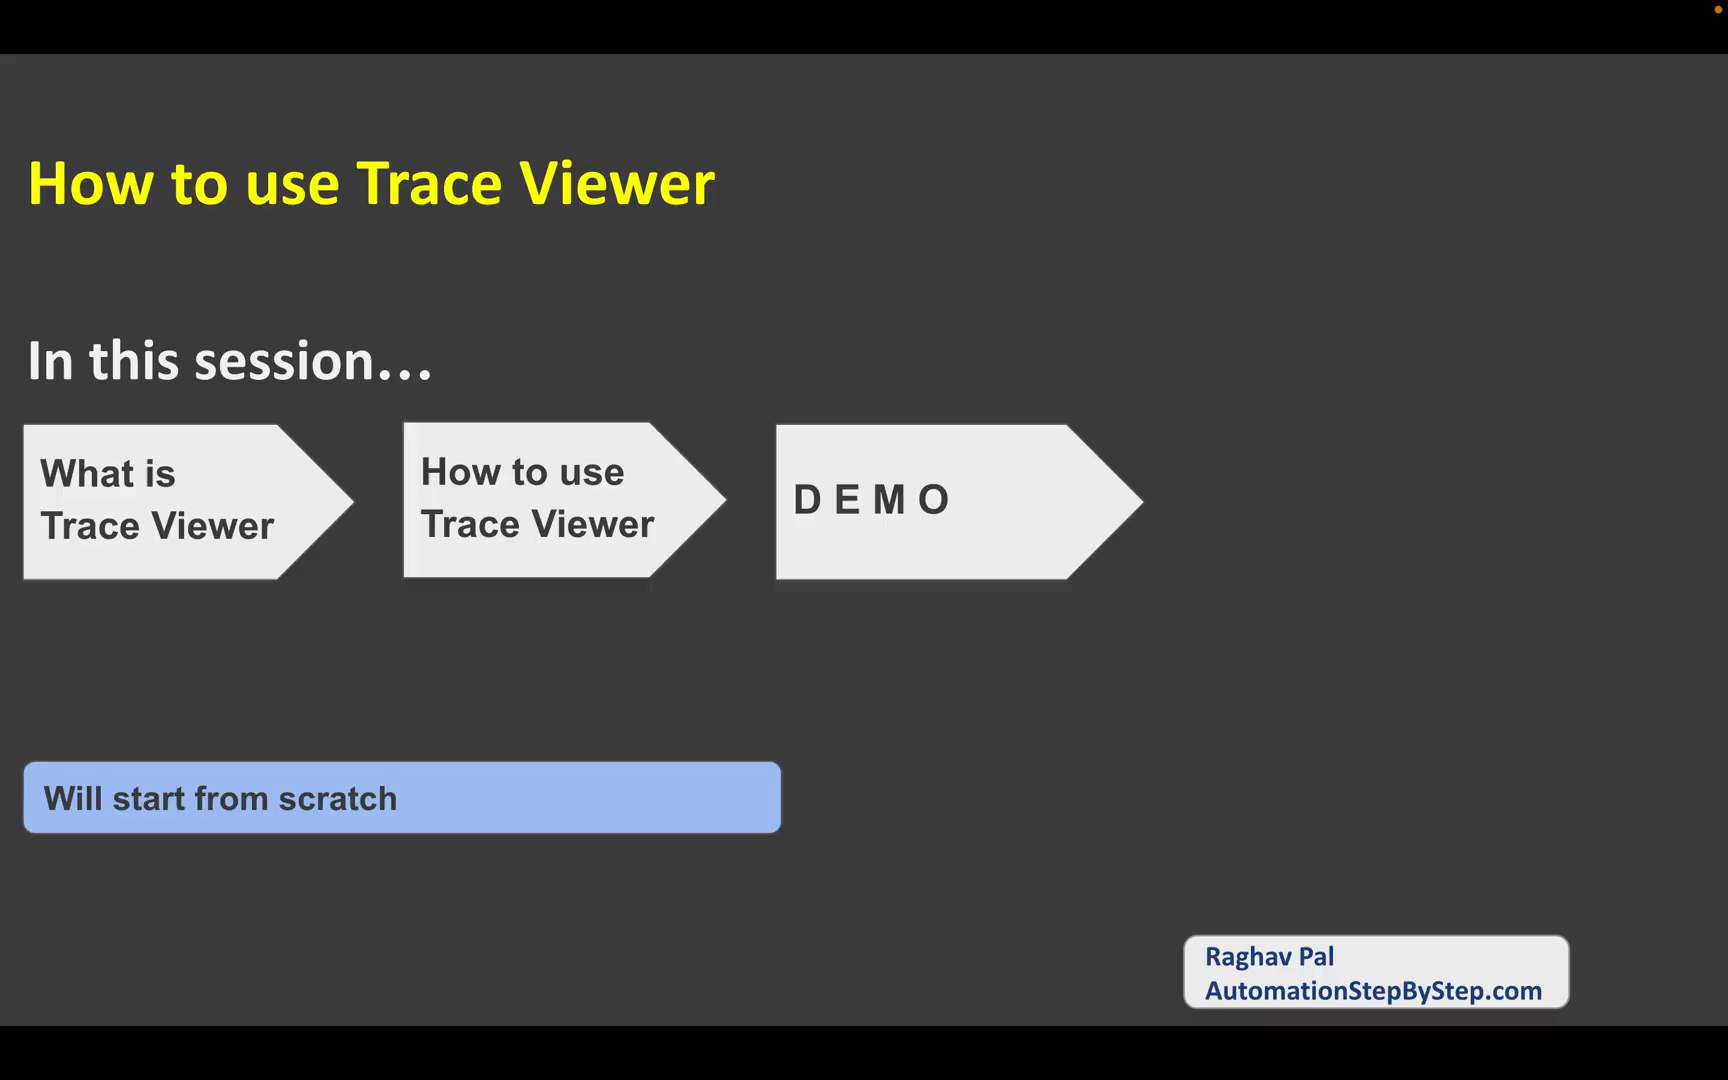 How to use Trace Viewer
In this session...
What is
Trace Viewer
How to use
Trace Viewer
D E M O
Will start from scratch
Raghav Pal
AutomationStepByStep.com